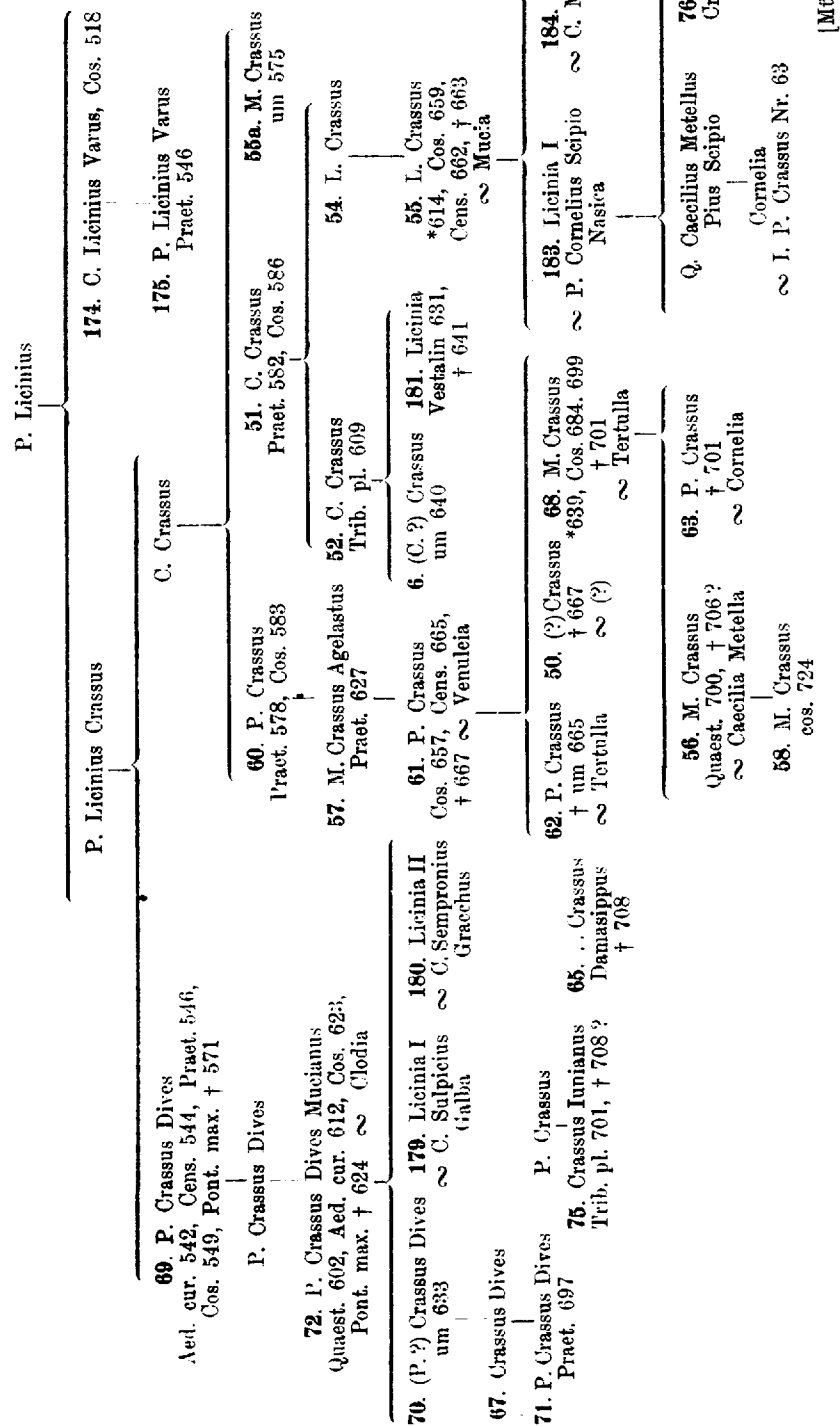 P. Licinius
P. Licinius Crassus
174. C. Licinius Varus, Cos. 518
69. P. Crassus Dives
Aed. cur. 542, Cens. 544, Praet. 546,
Cos. 549, Pont. max. † 571
C. Crassus
175. P. Licinius Varus
Praet. 546
P. Crassus Dives
60. P. Crassus
Praet. 578, Cos. 583
51. C. Crassus
Praet. 582, Cos. 586
55a. M. Crassus
um 575
72. P. Crassus Dives Mucianus
Quaest. 602, Aed. cur. 612, Cos. 623,
Pont. max. † 624 ∾ Clodia
57. M. Crassus Agelastus
Praet. 627
52. C. Crassus
Trib. pl. 609
54. L. Crassus
70. (P. ?) Crassus Dives
um 633
179. Licinia I
∾ C. Sulpicius
Galba
180. Licinia II
∾ C. Sempronius
Gracchus
61. P. Crassus
Cos. 657, Cens. 665,
† 667 ∾ Venuleia
6. (C. ?) Crassus
um 640
181. Licinia
Vestalin 631,
† 641
55. L. Crassus
*614, Cos. 659,
Cens. 662, † 663
∾ Mucia
67. Crassus Dives
71. P. Crassus Dives
Praet. 697
P. Crassus
75. Crassus Iunianus
Trib. pl. 701, † 708 ?
65. .. Crassus
Damasippus
† 708
62. P. Crassus
† um 665
∾ Tertulla
50. (?) Crassus
† 667
∾ (?)
68. M. Crassus
*639, Cos. 684. 699
† 701
∾ Tertulla
183. Licinia I
∾ P. Cornelius Scipio
Nasica
184.
∾ C. M
56. M. Crassus
Quaest. 700, † 706 ?
∾ Caecilia Metella
63. P. Crassus
† 701
∾ Cornelia
Q. Caecilius Metellus
Pius Scipio
76
Cr
58. M. Crassus
cos. 724
Cornelia
∾ I. P. Crassus Nr. 63
[Mü